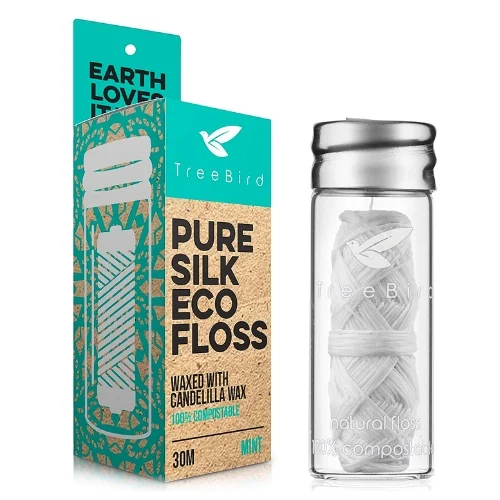 EARTH
LOVES
TreeBird
PURE
SILK
ECO
FLOSS
WAXED WITH
CANDELILLA WAX
100% COMPOSTABLE
30M
MINT
TreeBird
natural floss
100%